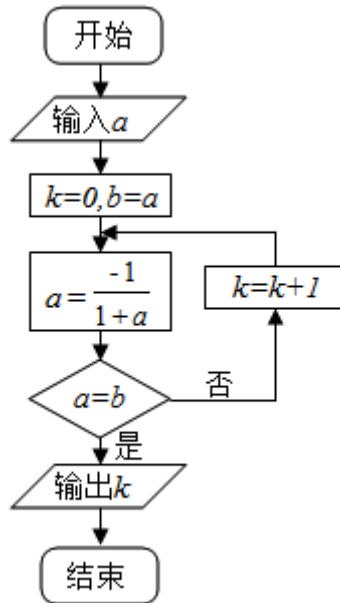 开始
输入a
k=0,b=a
a=-1/1+a
k=k+1
a=b
否
是
输出k
结束